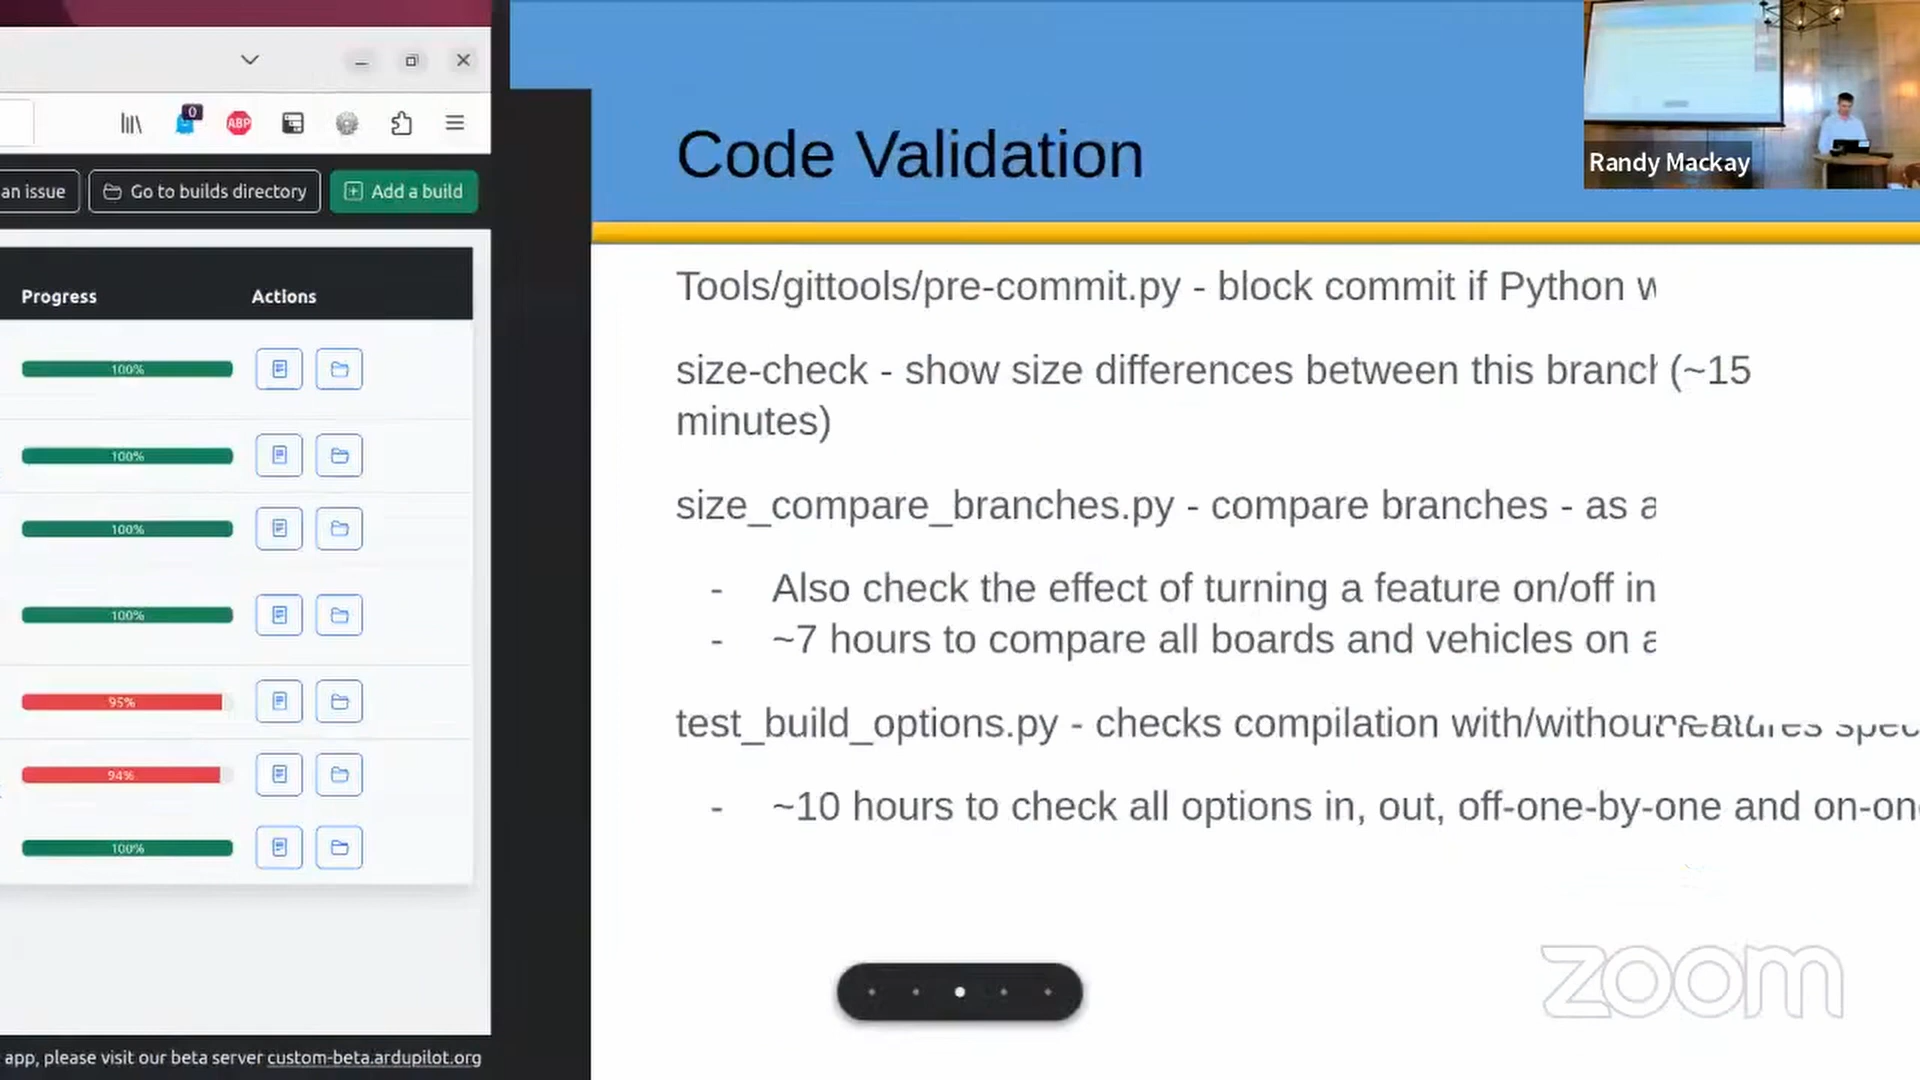 0
ABP
an issue
Go to builds directory
Add a build
Progress
Actions
100%
100%
100%
100%
95%
94%
100%
app, please visit our beta server custom-beta.ardupilot.org
Code Validation
Randy Mackay
Tools/gittools/pre-commit.py - block commit if Python
size-check - show size differences between this branch (~15
minutes)
size_compare_branches.py - compare branches - as
- Also check the effect of turning a feature on/off in
- ~7 hours to compare all boards and vehicles on
test_build_options.py - checks compilation with/without features
- ~10 hours to check all options in, out, off-one-by-one and
zoom